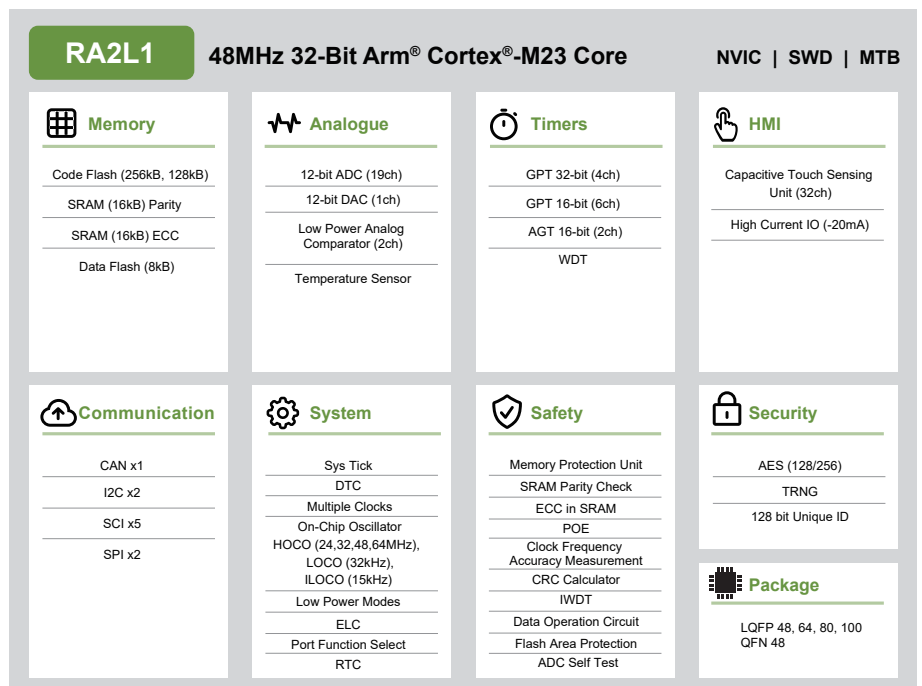 RA2L1
48MHz 32-Bit Arm® Cortex®-M23 Core
NVIC | SWD | MTB
Memory
Code Flash (256kB, 128kB)
SRAM (16kB) Parity
SRAM (16kB) ECC
Data Flash (8kB)
Analogue
12-bit ADC (19ch)
12-bit DAC (1ch)
Low Power Analog
Comparator (2ch)
Temperature Sensor
Timers
GPT 32-bit (4ch)
GPT 16-bit (6ch)
AGT 16-bit (2ch)
WDT
HMI
Capacitive Touch Sensing
Unit (32ch)
High Current IO (-20mA)
Communication
CAN x1
I2C x2
SCI x5
SPI x2
System
Sys Tick
DTC
Multiple Clocks
On-Chip Oscillator
HOCO (24,32,48,64MHz),
LOCO (32kHz),
ILOCO (15kHz)
Low Power Modes
ELC
Port Function Select
RTC
Safety
Memory Protection Unit
SRAM Parity Check
ECC in SRAM
POE
Clock Frequency
Accuracy Measurement
CRC Calculator
IWDT
Data Operation Circuit
Flash Area Protection
ADC Self Test
Security
AES (128/256)
TRNG
128 bit Unique ID
Package
LQFP 48, 64, 80, 100
QFN 48